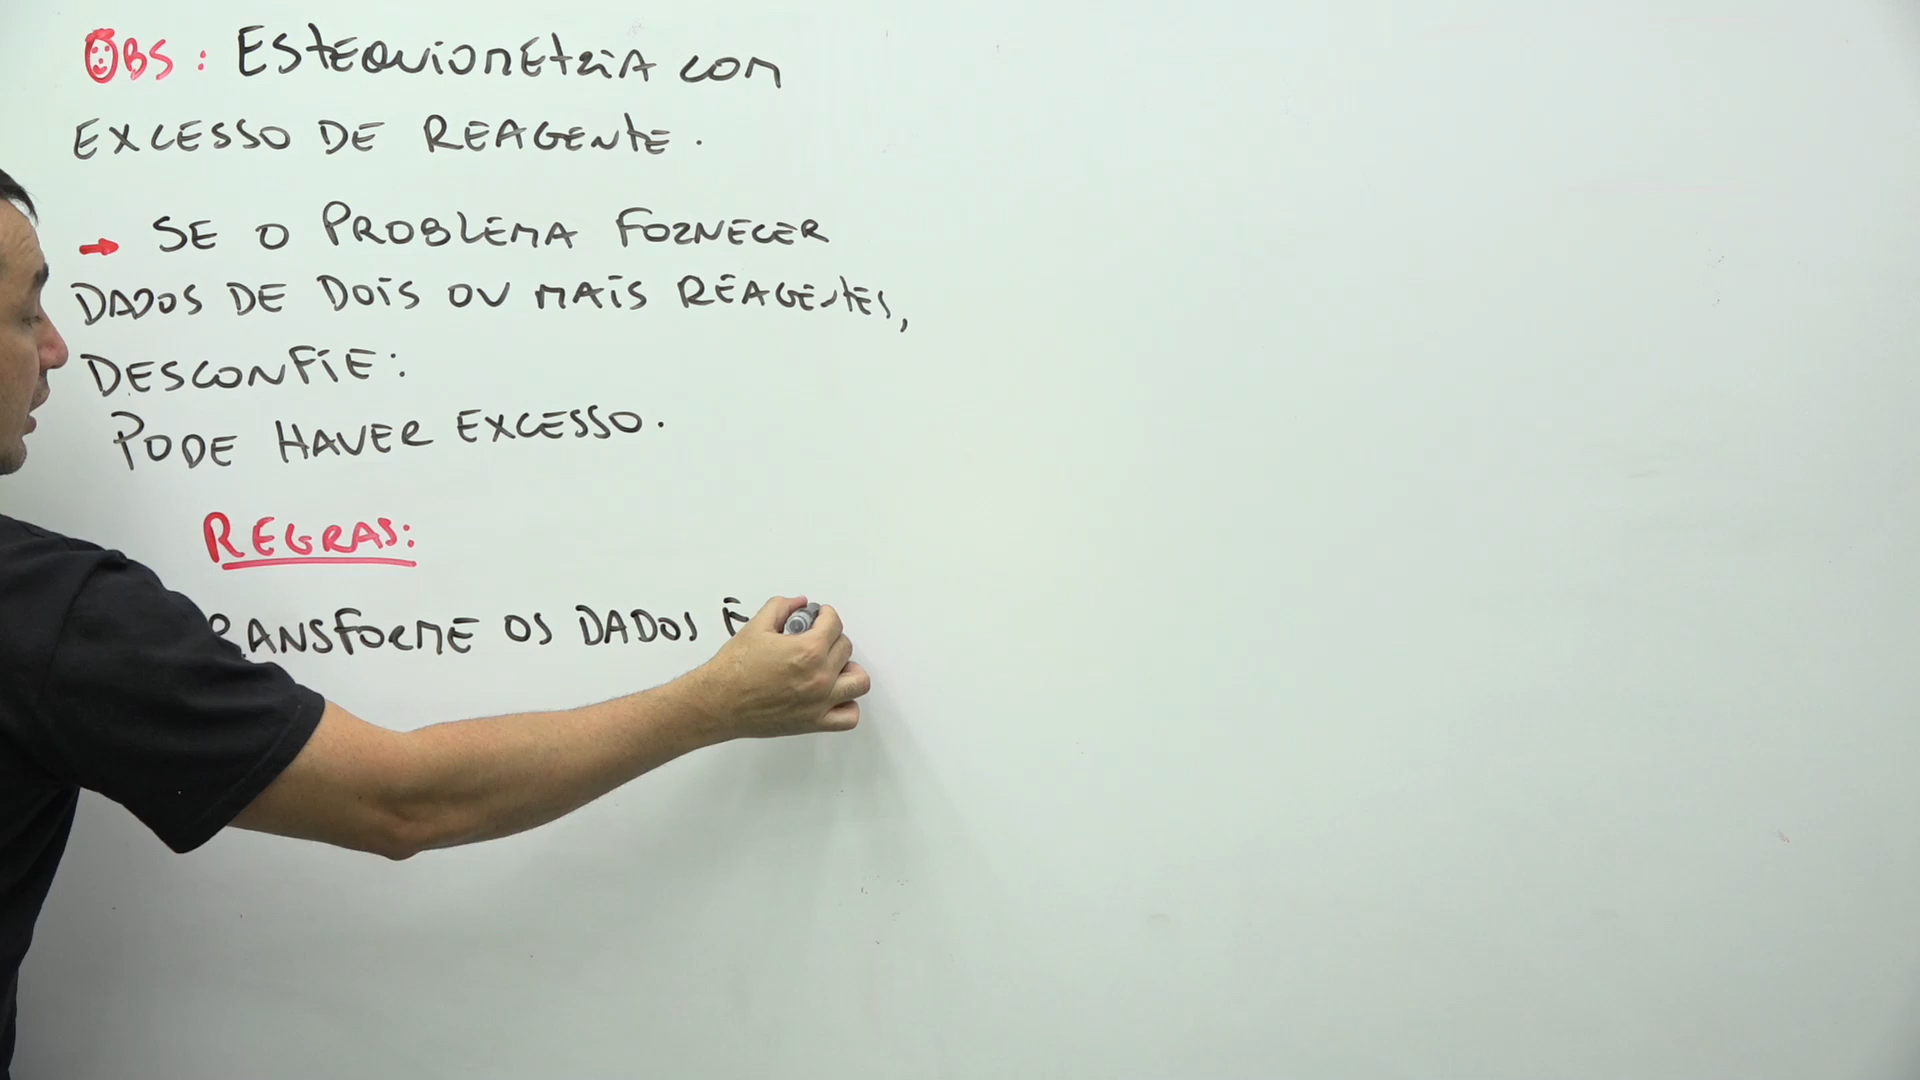 OBS: ESTEQUIOMETRIA COM
EXCESSO DE REAGENTE.
→ SE O PROBLEMA FORNECER
DADOS DE DOIS OU MAIS REAGENTES,
DESCONFIE:
PODE HAVER EXCESSO.
REGRAS:
RANSFORME OS DADOS E